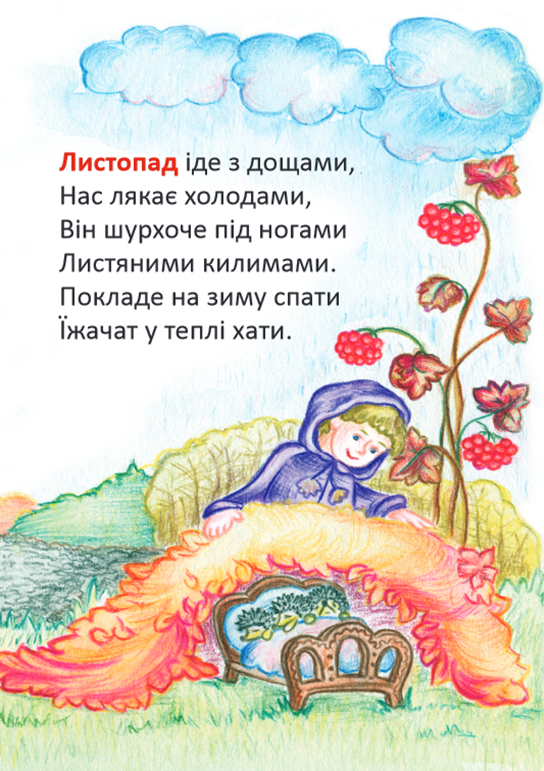 Листопад іде з дощами,
Нас лякає холодами,
Він шурхоче під ногами
Листяними килимами.
Покладе на зиму спати
Їжачат у теплі хати.